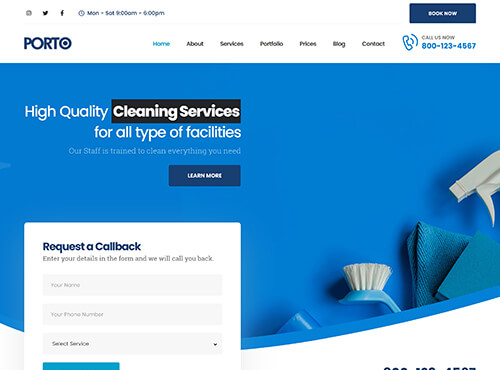 Mon - Sat 9:00am - 6:00pm
BOOK NOW
PORTO
Home
About
Services
Portfolio
Prices
Blog
Contact
CALL US NOW
800-123-4567
High Quality Cleaning Services
for all type of facilities
Our Staff is trained to clean everything you need
LEARN MORE
Request a Callback
Enter your details in the form and we will call you back.
Your Name
Your Phone Number
Select Service